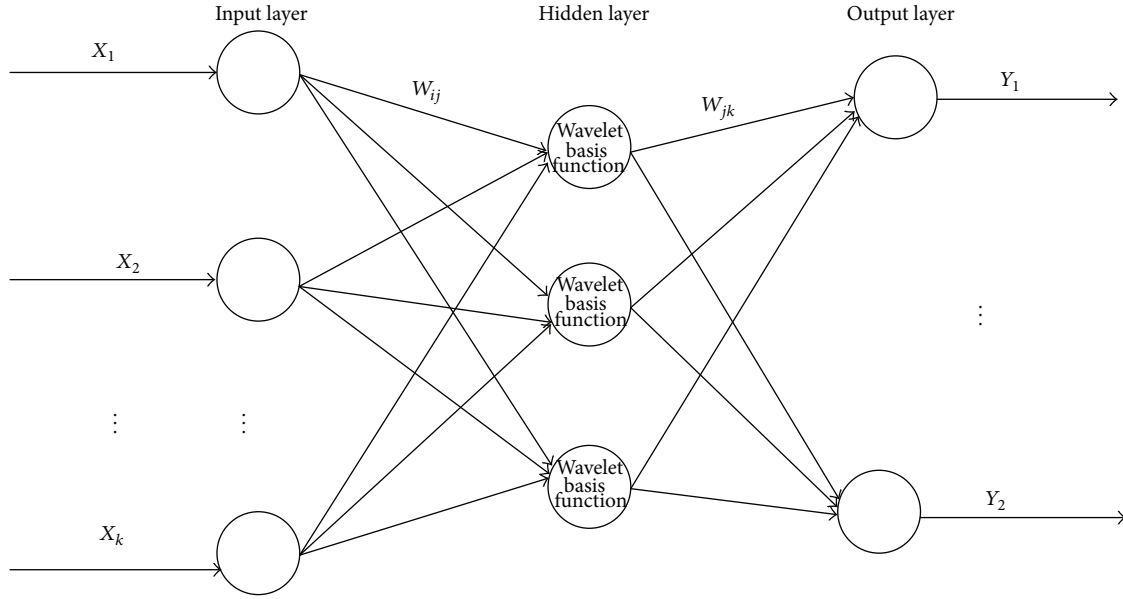 Input layer
Hidden layer
Output layer
X₁
Wᵢⱼ
Wⱼₖ
Y₁
Wavelet
basis
function
X₂
Wavelet
basis
function
⋮
⋮
⋮
Wavelet
basis
function
Xₖ
Y₂